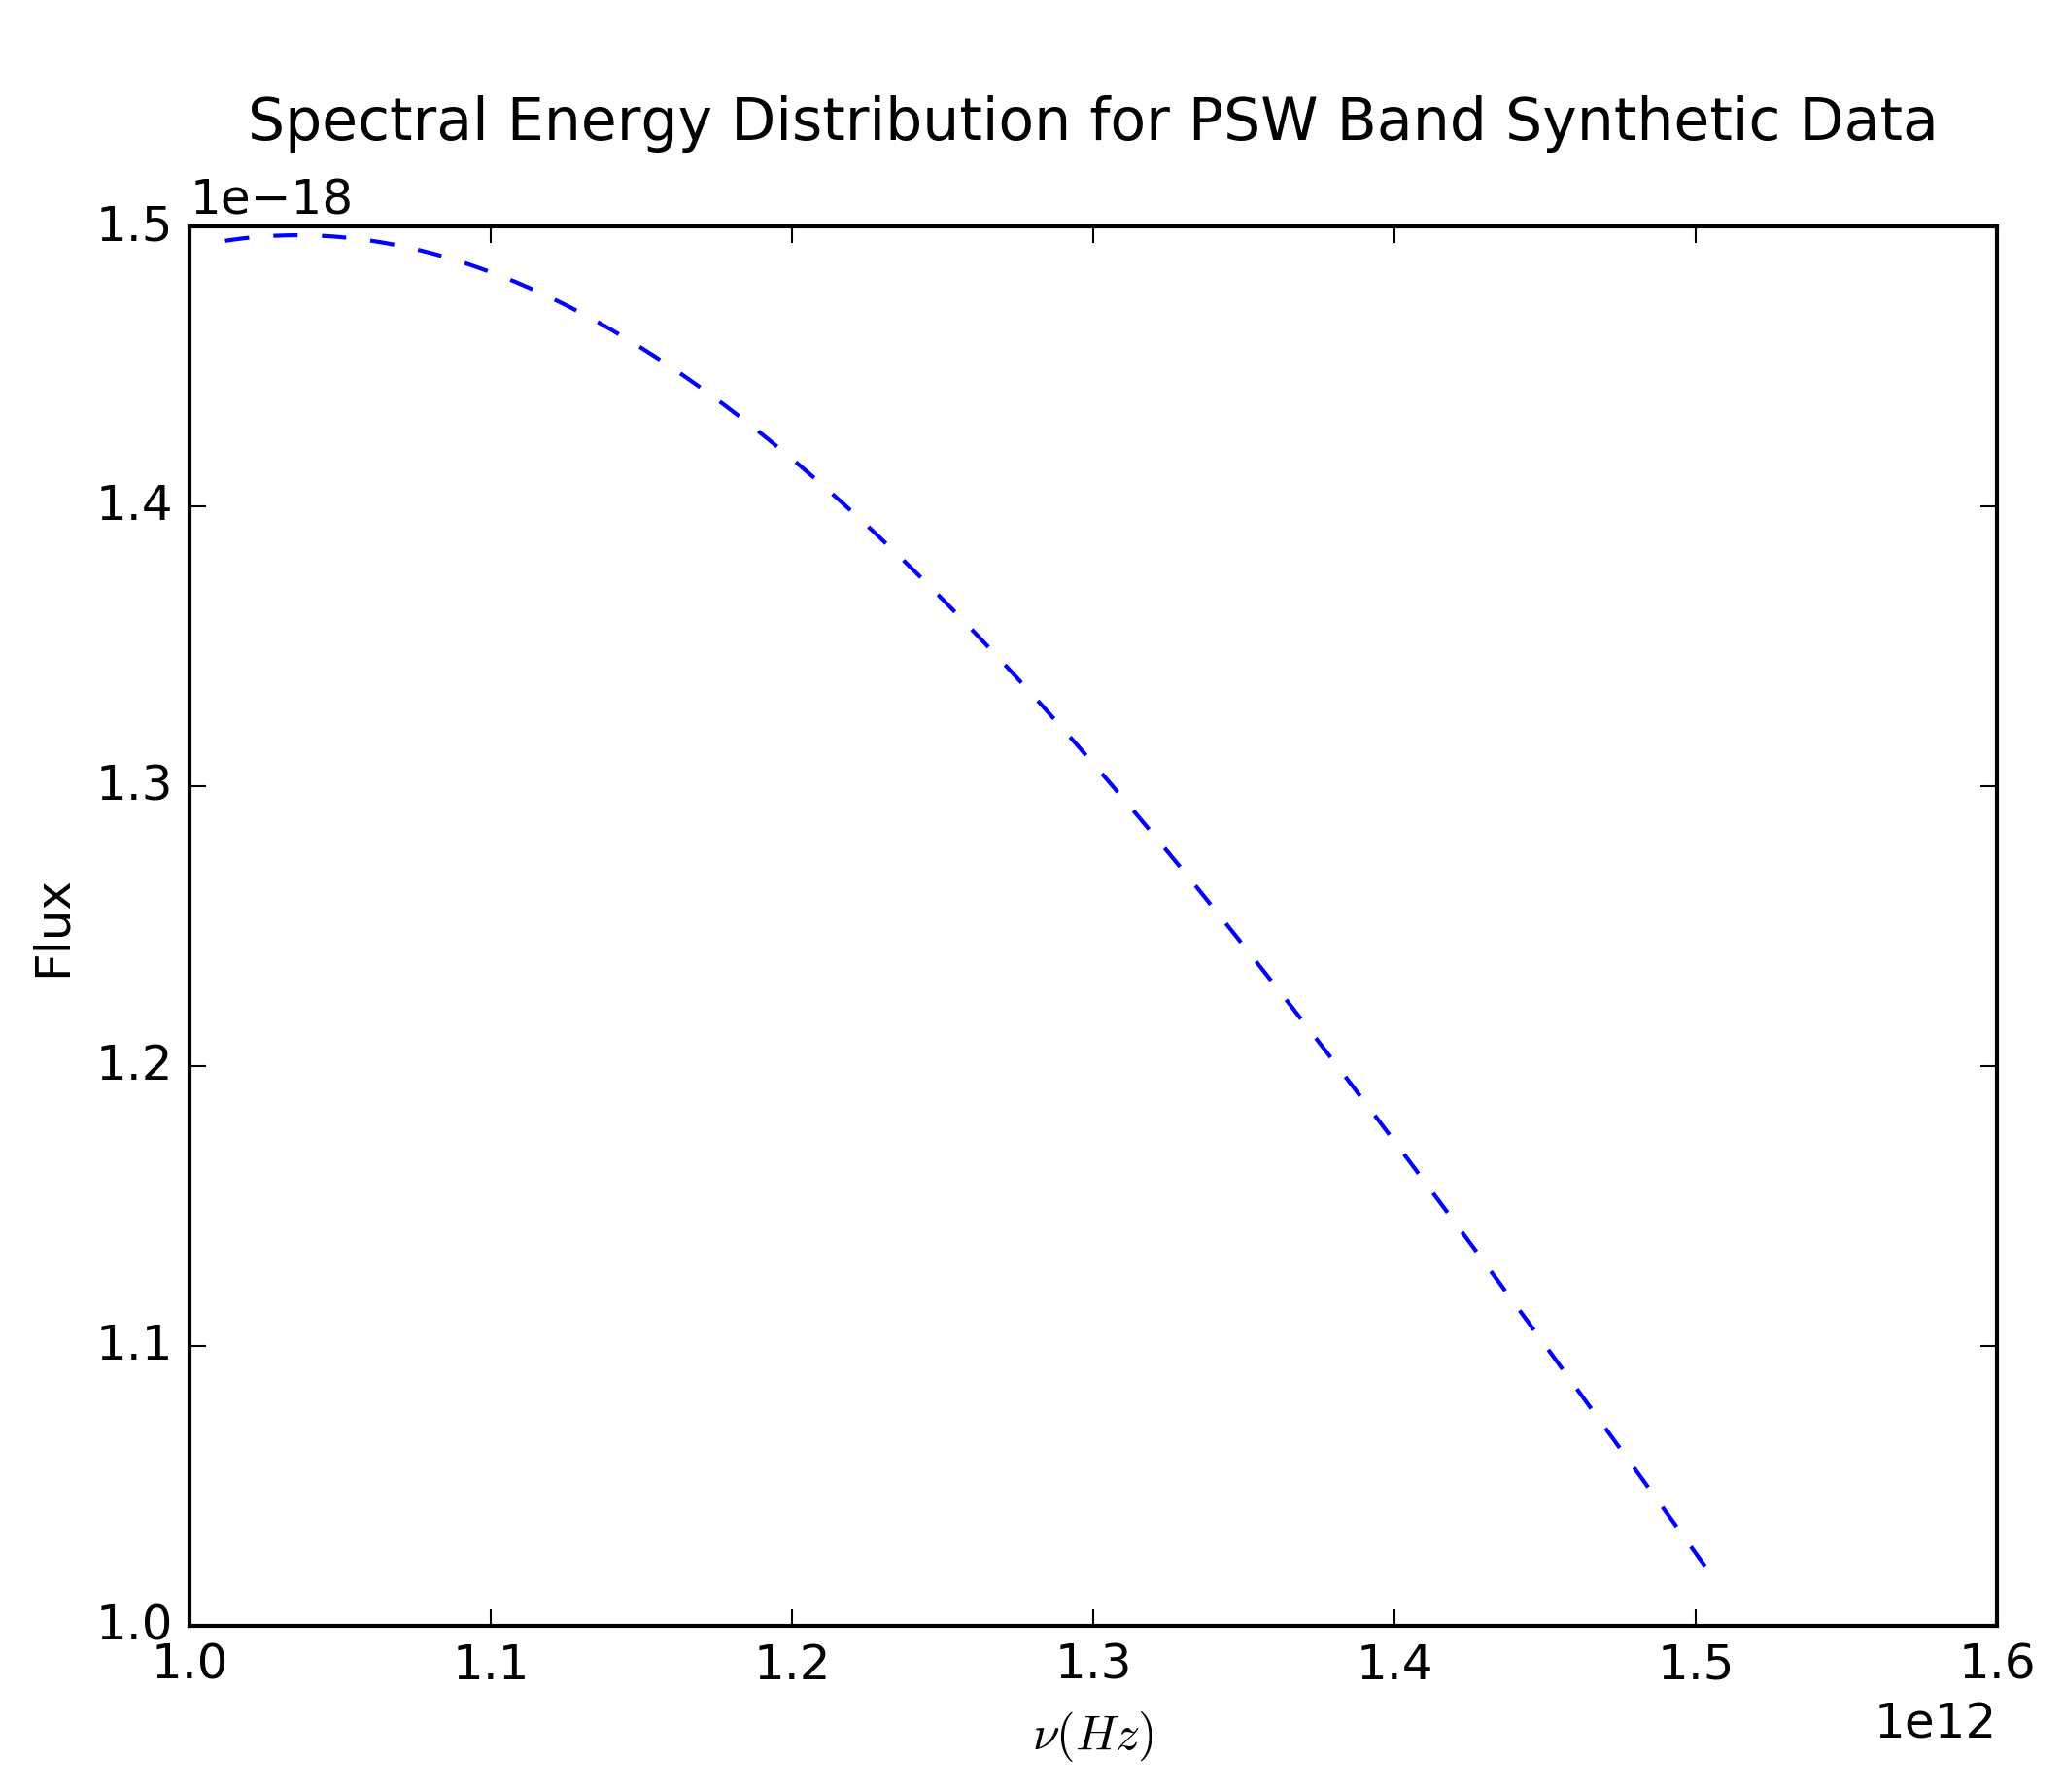 Spectral Energy Distribution for PSW Band Synthetic Data
1e−18
1.5
1.4
1.3
1.2
1.1
1.0
Flux
1.0 1.1 1.2 1.3 1.4 1.5 1.6
1e12
ν(Hz)